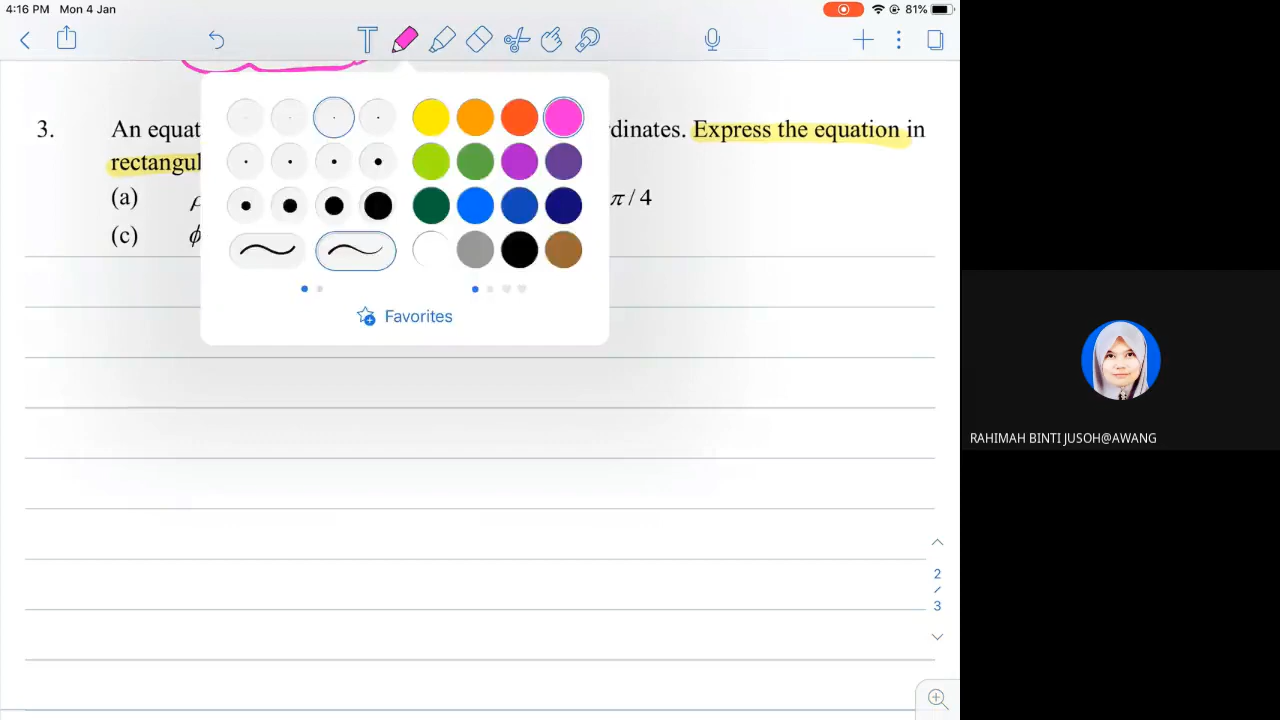 4:16 PM Mon 4 Jan 81%
T
3. An equat rdinates. Express the equation in
rectangul
(a) π / 4
(c) ϕ
Favorites
2
/
3
RAHIMAH BINTI JUSOH@AWANG